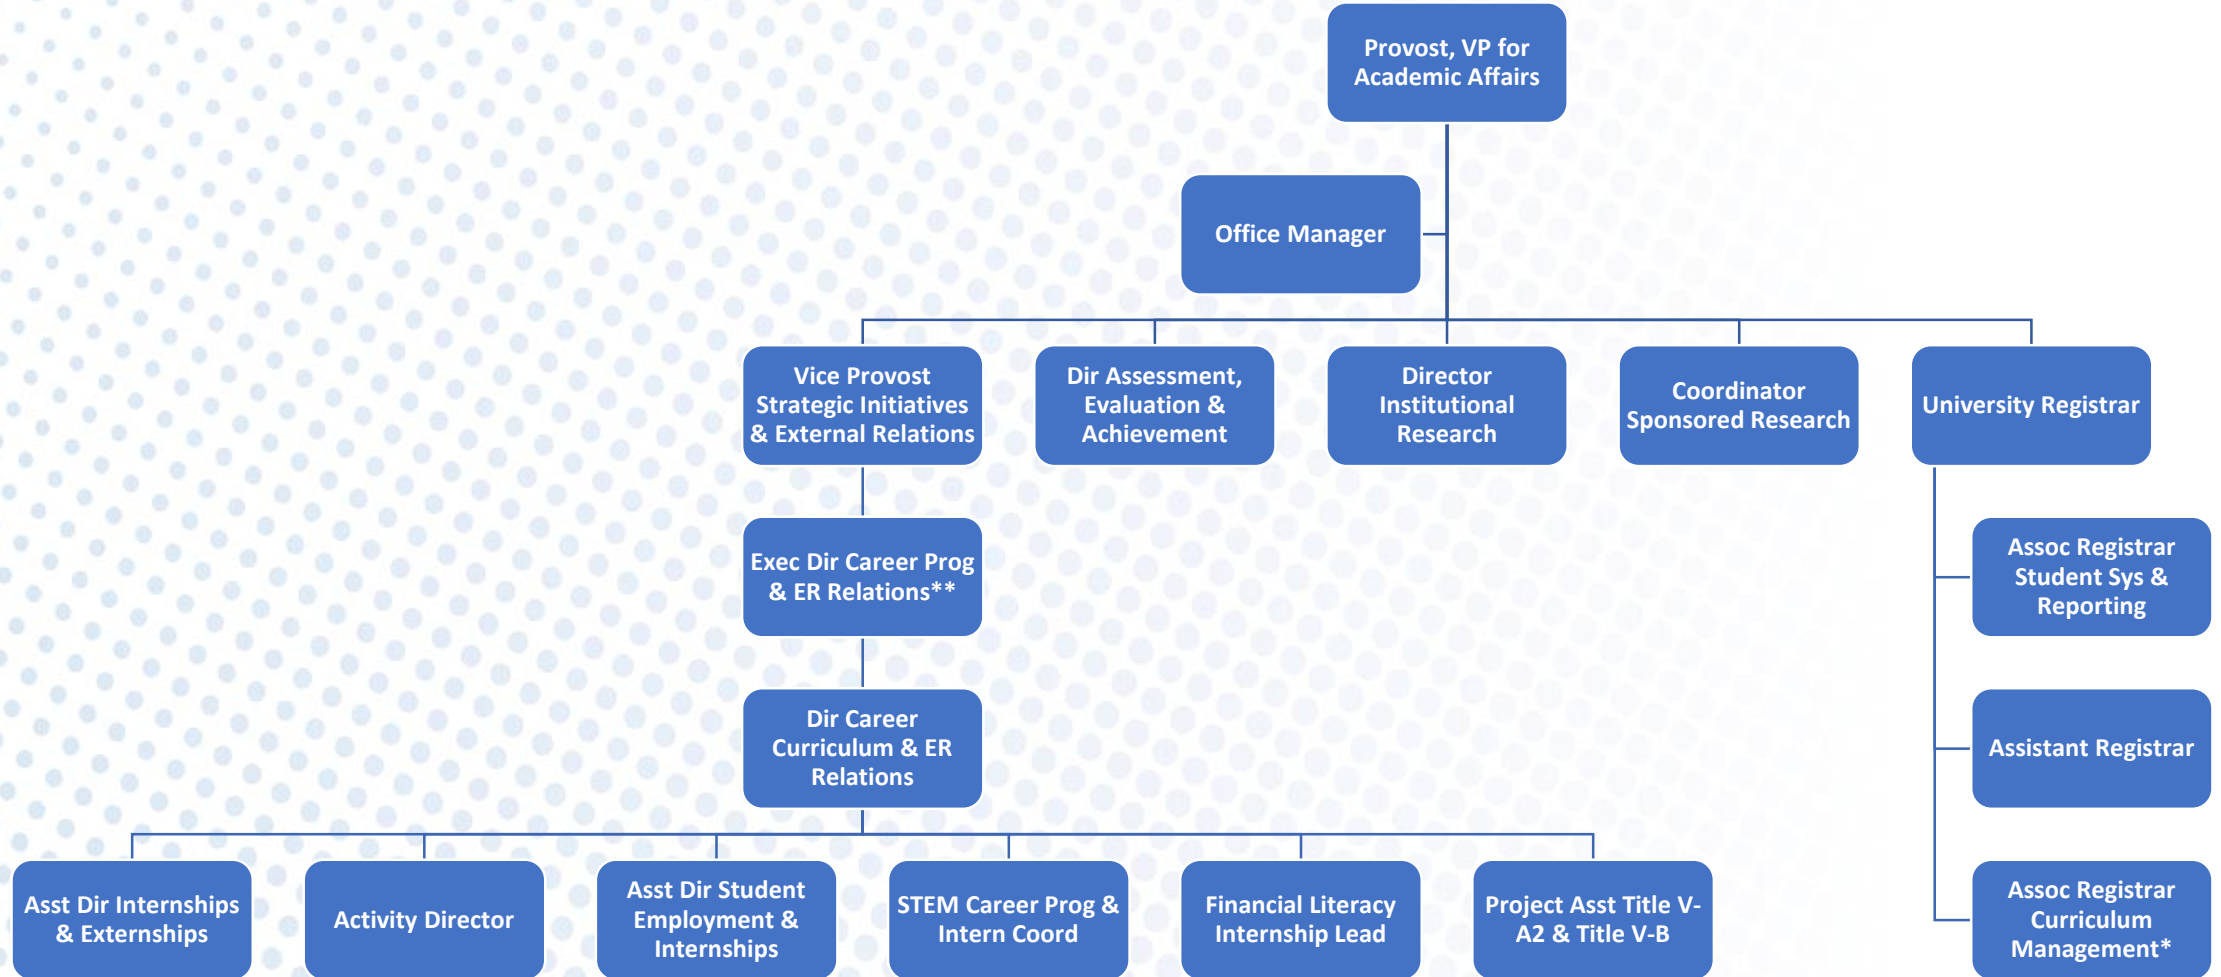 Provost, VP for
Academic Affairs
Office Manager
Vice Provost
Strategic Initiatives
& External Relations
Dir Assessment,
Evaluation &
Achievement
Director
Institutional
Research
Coordinator
Sponsored Research
University Registrar
Exec Dir Career Prog
& ER Relations**
Assoc Registrar
Student Sys &
Reporting
Dir Career
Curriculum & ER
Relations
Assistant Registrar
Asst Dir Internships
& Externships
Activity Director
Asst Dir Student
Employment &
Internships
STEM Career Prog &
Intern Coord
Financial Literacy
Internship Lead
Project Asst Title V-
A2 & Title V-B
Assoc Registrar
Curriculum
Management*